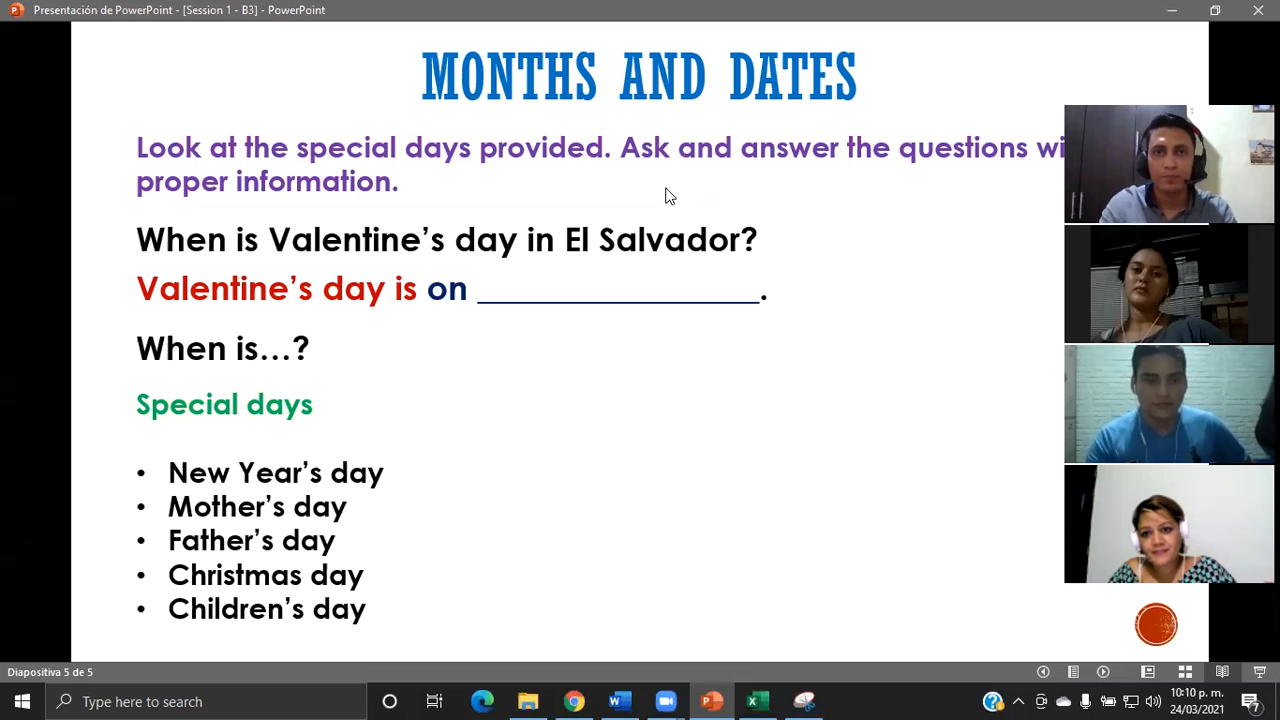 Presentación de PowerPoint - [Session 1 - B3] - PowerPoint
MONTHS AND DATES
Look at the special days provided. Ask and answer the questions wi
proper information.
When is Valentine’s day in El Salvador?
Valentine’s day is on _________________.
When is...?
Special days
• New Year’s day
• Mother’s day
• Father’s day
• Christmas day
• Children’s day
Diapositiva 5 de 5
Type here to search
10:10 p. m.
24/03/2021
7